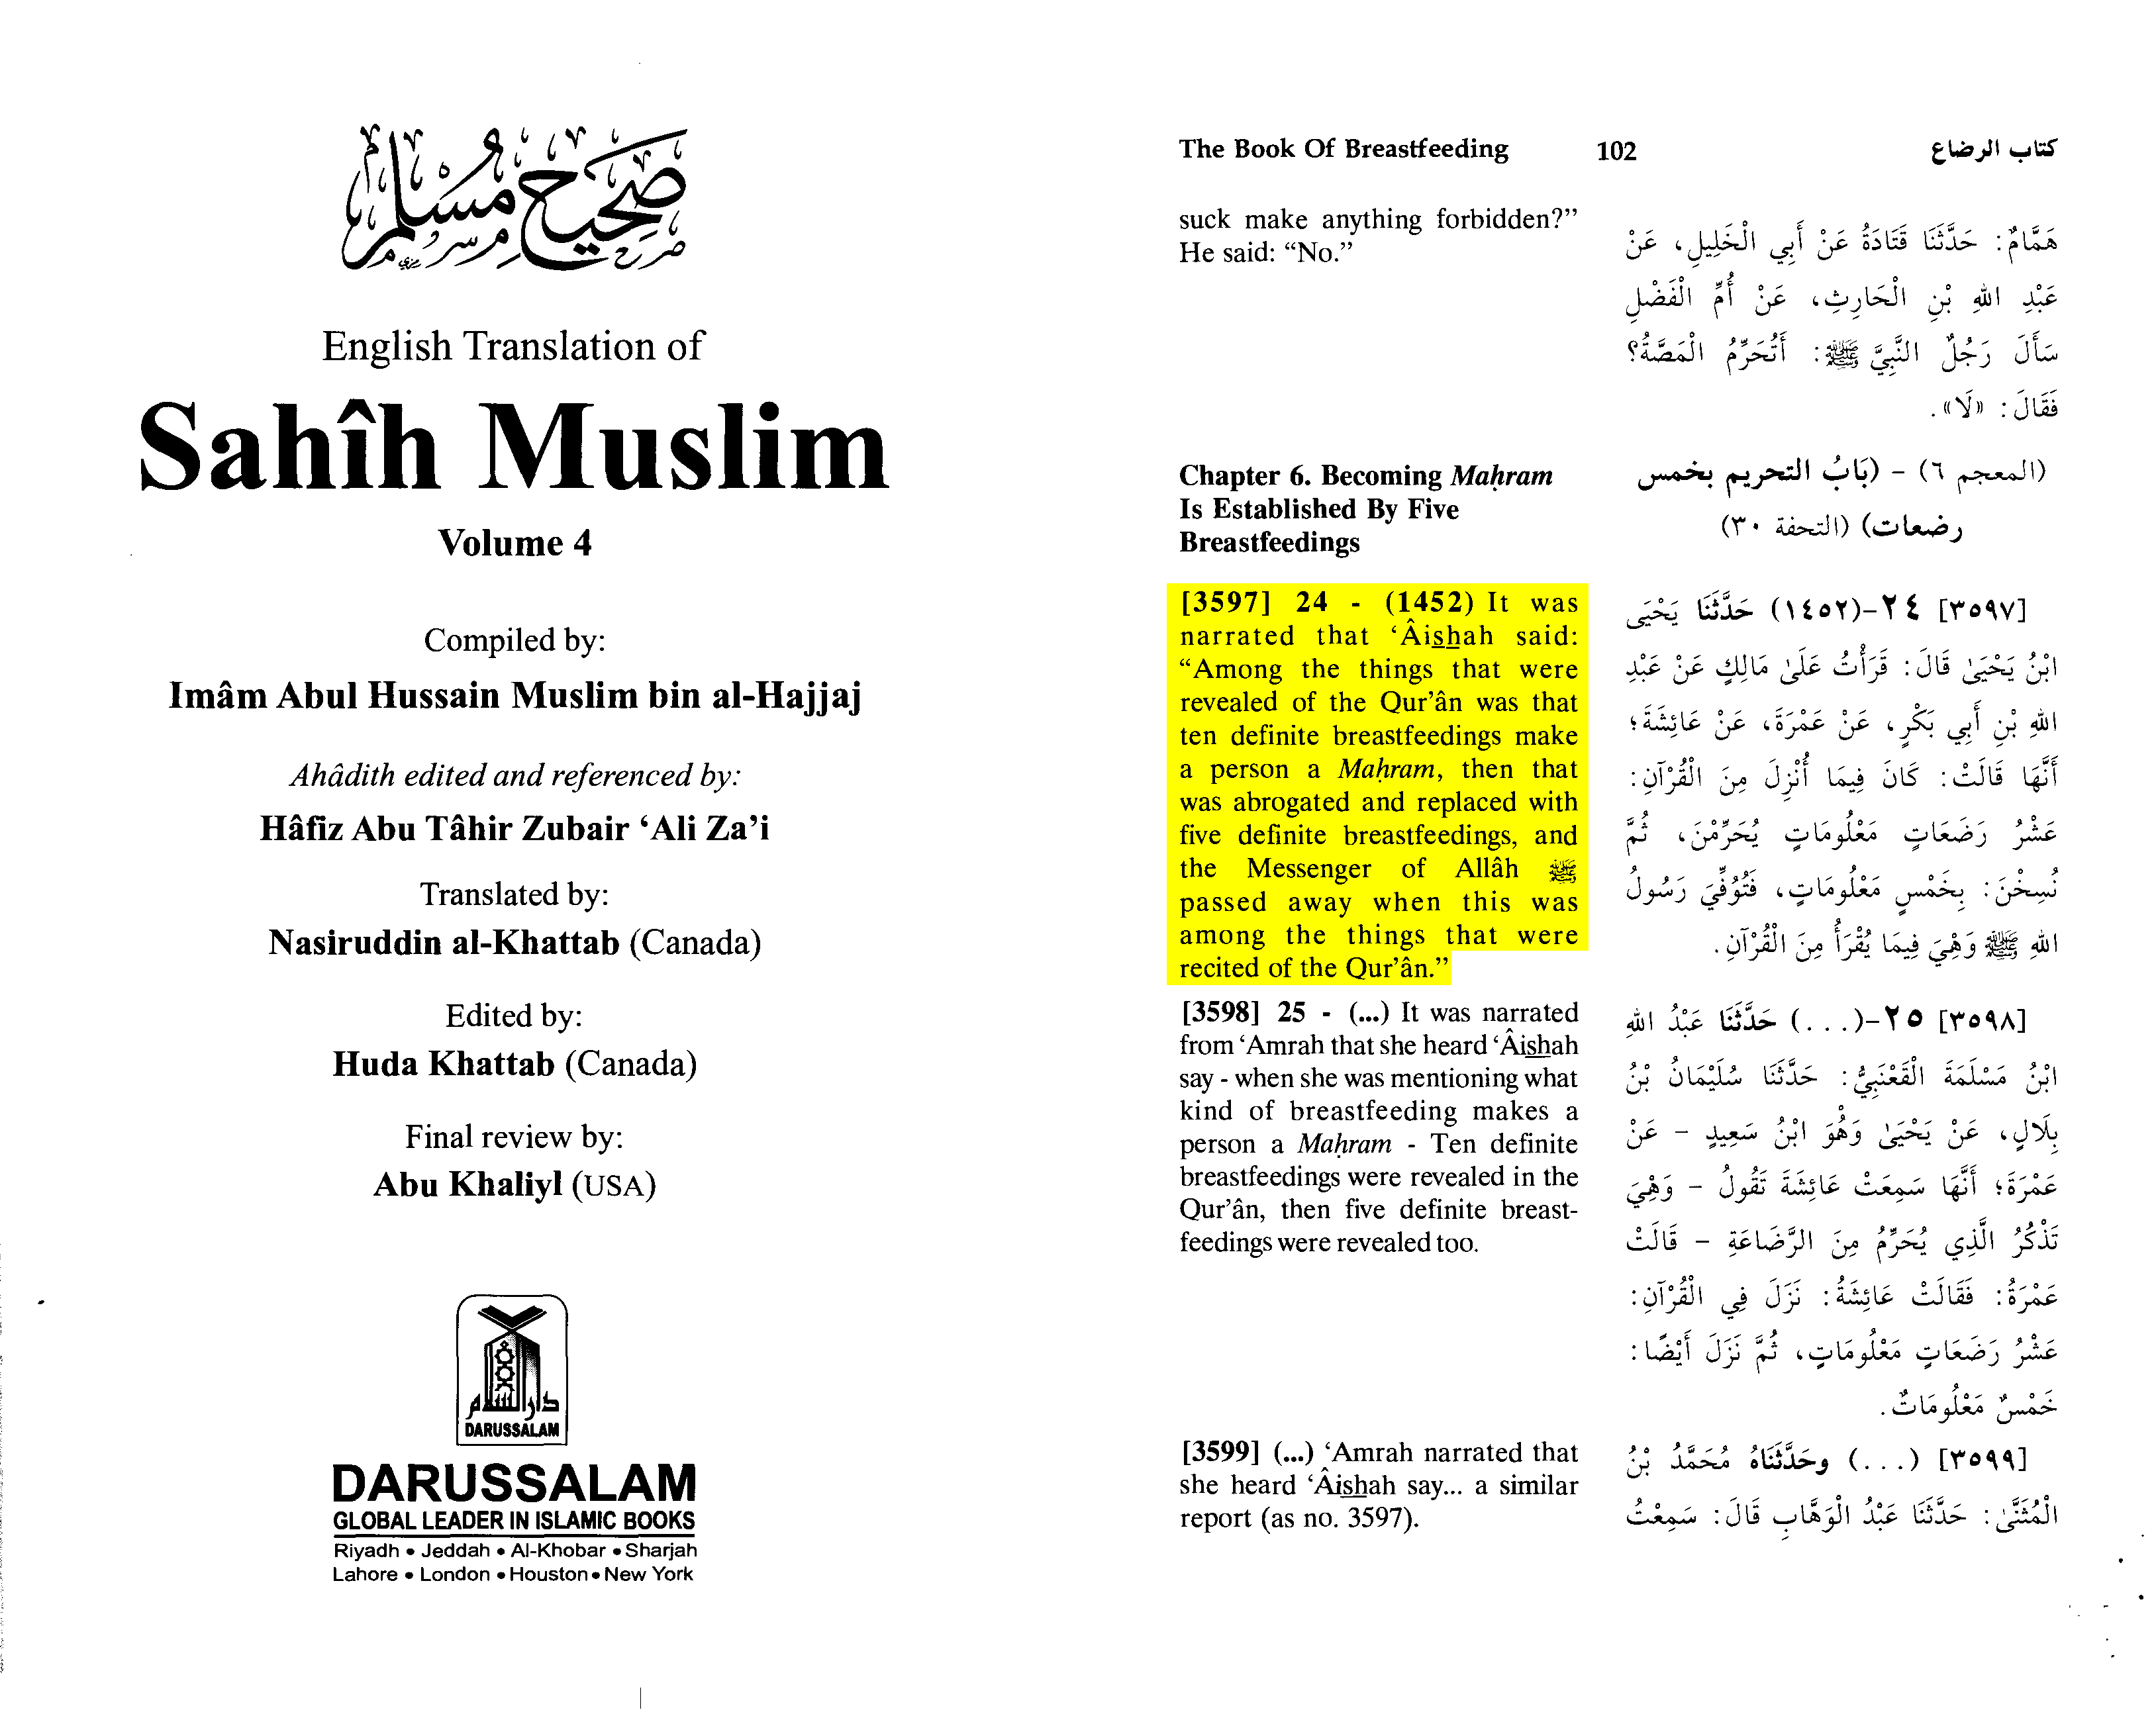 صحيح مسلم
English Translation of
Sahîh Muslim
Volume 4
Compiled by:
Imâm Abul Hussain Muslim bin al-Hajjaj
Ahâdith edited and referenced by:
Hâfiz Abu Tâhir Zubair ‘Ali Za’i
Translated by:
Nasiruddin al-Khattab (Canada)
Edited by:
Huda Khattab (Canada)
Final review by:
Abu Khaliyl (USA)
دارالسلام
DARUSSALAM
DARUSSALAM
GLOBAL LEADER IN ISLAMIC BOOKS
Riyadh • Jeddah • Al-Khobar • Sharjah
Lahore • London • Houston • New York
The Book Of Breastfeeding 102 كتاب الرضاع
suck make anything forbidden?”
He said: “No.”
Chapter 6. Becoming Maḥram
Is Established By Five
Breastfeedings
[3597] 24 - (1452) It was
narrated that ‘Âishah said:
“Among the things that were
revealed of the Qur’ân was that
ten definite breastfeedings make
a person a Maḥram, then that
was abrogated and replaced with
five definite breastfeedings, and
the Messenger of Allâh ﷺ
passed away when this was
among the things that were
recited of the Qur’ân.”
[3598] 25 - (...) It was narrated
from ‘Amrah that she heard ‘Âishah
say - when she was mentioning what
kind of breastfeeding makes a
person a Maḥram - Ten definite
breastfeedings were revealed in the
Qur’ân, then five definite breast-
feedings were revealed too.
[3599] (...) ‘Amrah narrated that
she heard ‘Âishah say... a similar
report (as no. 3597).
هَمَّامٌ: حَدَّثَنَا قَتَادَةُ عَنْ أَبِي الْخَلِيلِ، عَنْ
عَبْدِ اللهِ بْنِ الْحَارِثِ، عَنْ أُمِّ الْفَضْلِ
سَأَلَ رَجُلٌ النَّبِيَّ ﷺ: أَتُحَرِّمُ الْمَصَّةُ؟
فَقَالَ: «لَا».
(المعجم ٦) - (بَابُ التحريم بخمس
رضعات) (التحفة ٣٠)
[٣٥٩٧] ٢٤-(١٤٥٢) حَدَّثَنَا يَحْيَى
ابْنُ يَحْيَىٰ قَالَ: قَرَأْتُ عَلَىٰ مَالِكٍ عَنْ عَبْدِ
اللهِ بْنِ أَبِي بَكْرٍ، عَنْ عَمْرَةَ، عَنْ عَائِشَةَ؛
أَنَّهَا قَالَتْ: كَانَ فِيمَا أُنْزِلَ مِنَ الْقُرْآنِ:
عَشْرُ رَضَعَاتٍ مَعْلُومَاتٍ يُحَرِّمْنَ، ثُمَّ
نُسِخْنَ: بِخَمْسٍ مَعْلُومَاتٍ، فَتُوُفِّيَ رَسُولُ
اللهِ ﷺ وَهِيَ فِيمَا يُقْرَأُ مِنَ الْقُرْآنِ.
[٣٥٩٨] ٢٥-(. . .) حَدَّثَنَا عَبْدُ اللهِ
ابْنُ مَسْلَمَةَ الْقَعْنَبِيُّ: حَدَّثَنَا سُلَيْمَانُ بْنُ
بِلَالٍ، عَنْ يَحْيَىٰ وَهُوَ ابْنُ سَعِيدٍ - عَنْ
عَمْرَةَ؛ أَنَّهَا سَمِعَتْ عَائِشَةَ تَقُولُ - وَهِيَ
تَذْكُرُ الَّذِي يُحَرِّمُ مِنَ الرَّضَاعَةِ - قَالَتْ
عَمْرَةُ: فَقَالَتْ عَائِشَةُ: نَزَلَ فِي الْقُرْآنِ:
عَشْرُ رَضَعَاتٍ مَعْلُومَاتٍ، ثُمَّ نَزَلَ أَيْضًا:
خَمْسٌ مَعْلُومَاتٌ.
[٣٥٩٩] (. . .) وحَدَّثَنَاهُ مُحَمَّدُ بْنُ
الْمُثَنَّىٰ: حَدَّثَنَا عَبْدُ الْوَهَّابِ قَالَ: سَمِعْتُ